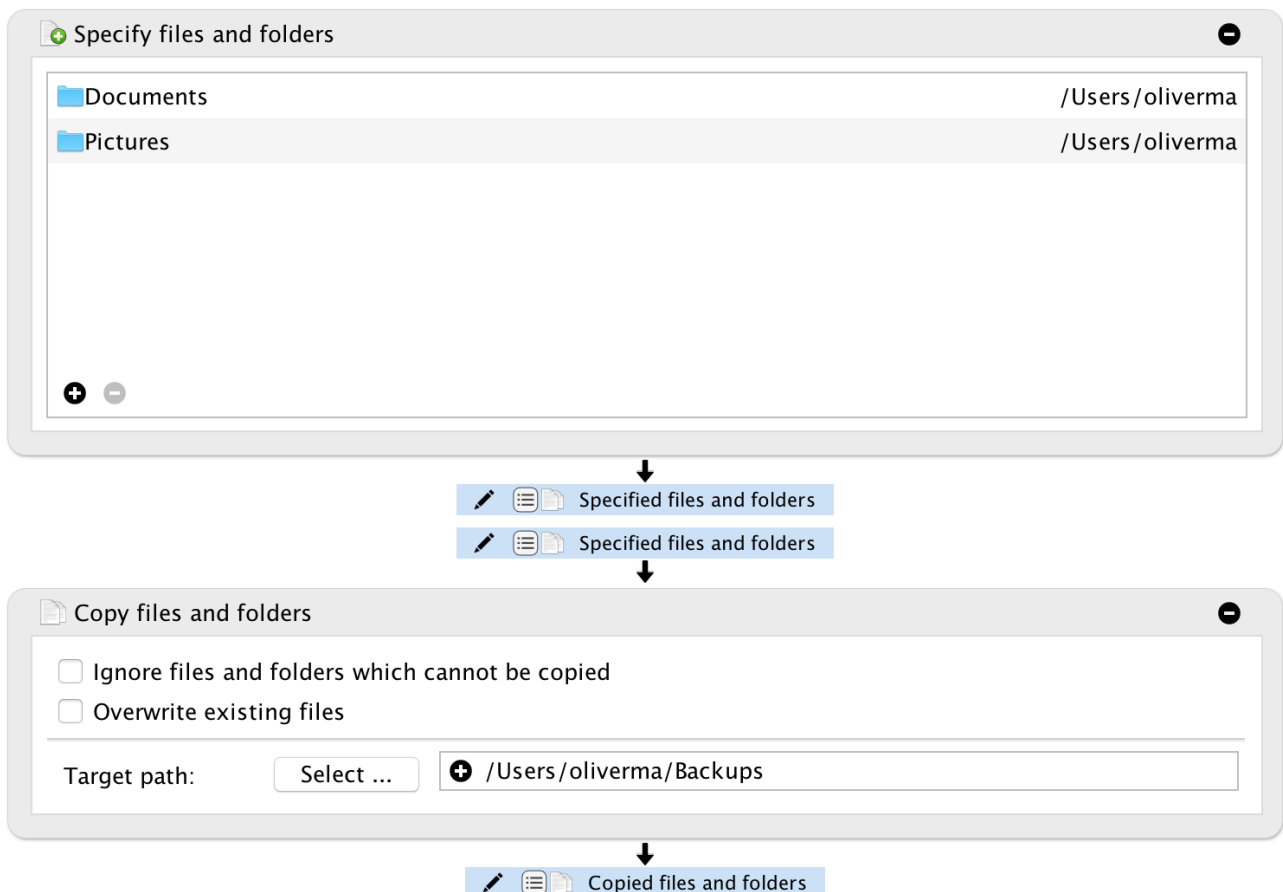 Specify files and folders
Documents /Users/oliverma
Pictures /Users/oliverma
Specified files and folders
Specified files and folders
Copy files and folders
Ignore files and folders which cannot be copied
Overwrite existing files
Target path: Select ... /Users/oliverma/Backups
Copied files and folders